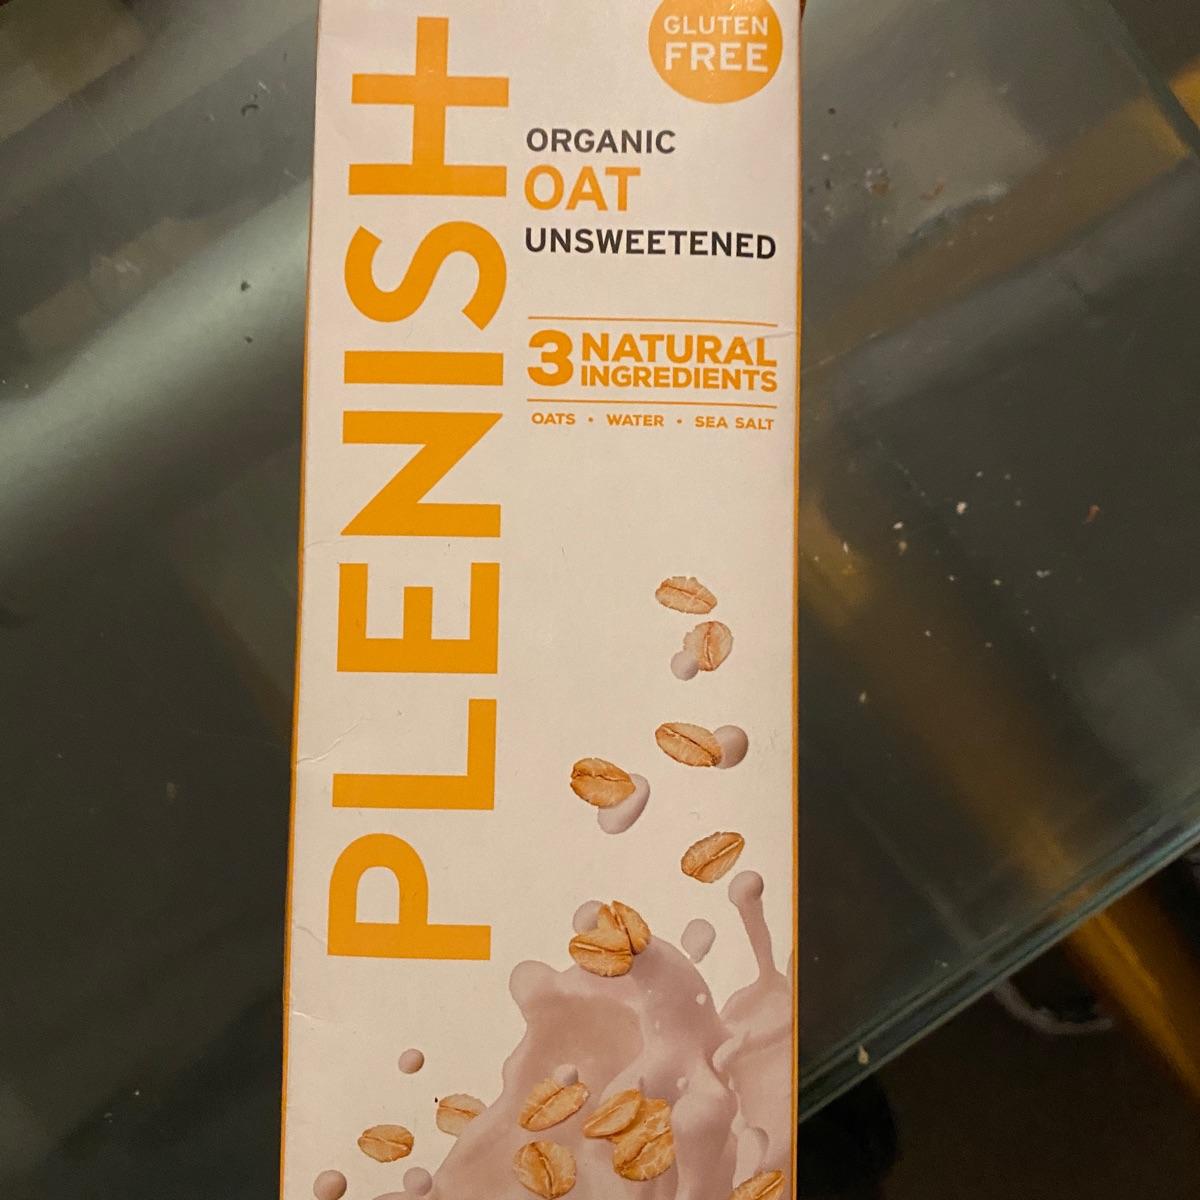 PLENISH
GLUTEN
FREE
ORGANIC
OAT
UNSWEETENED
3 NATURAL
INGREDIENTS
OATS • WATER • SEA SALT